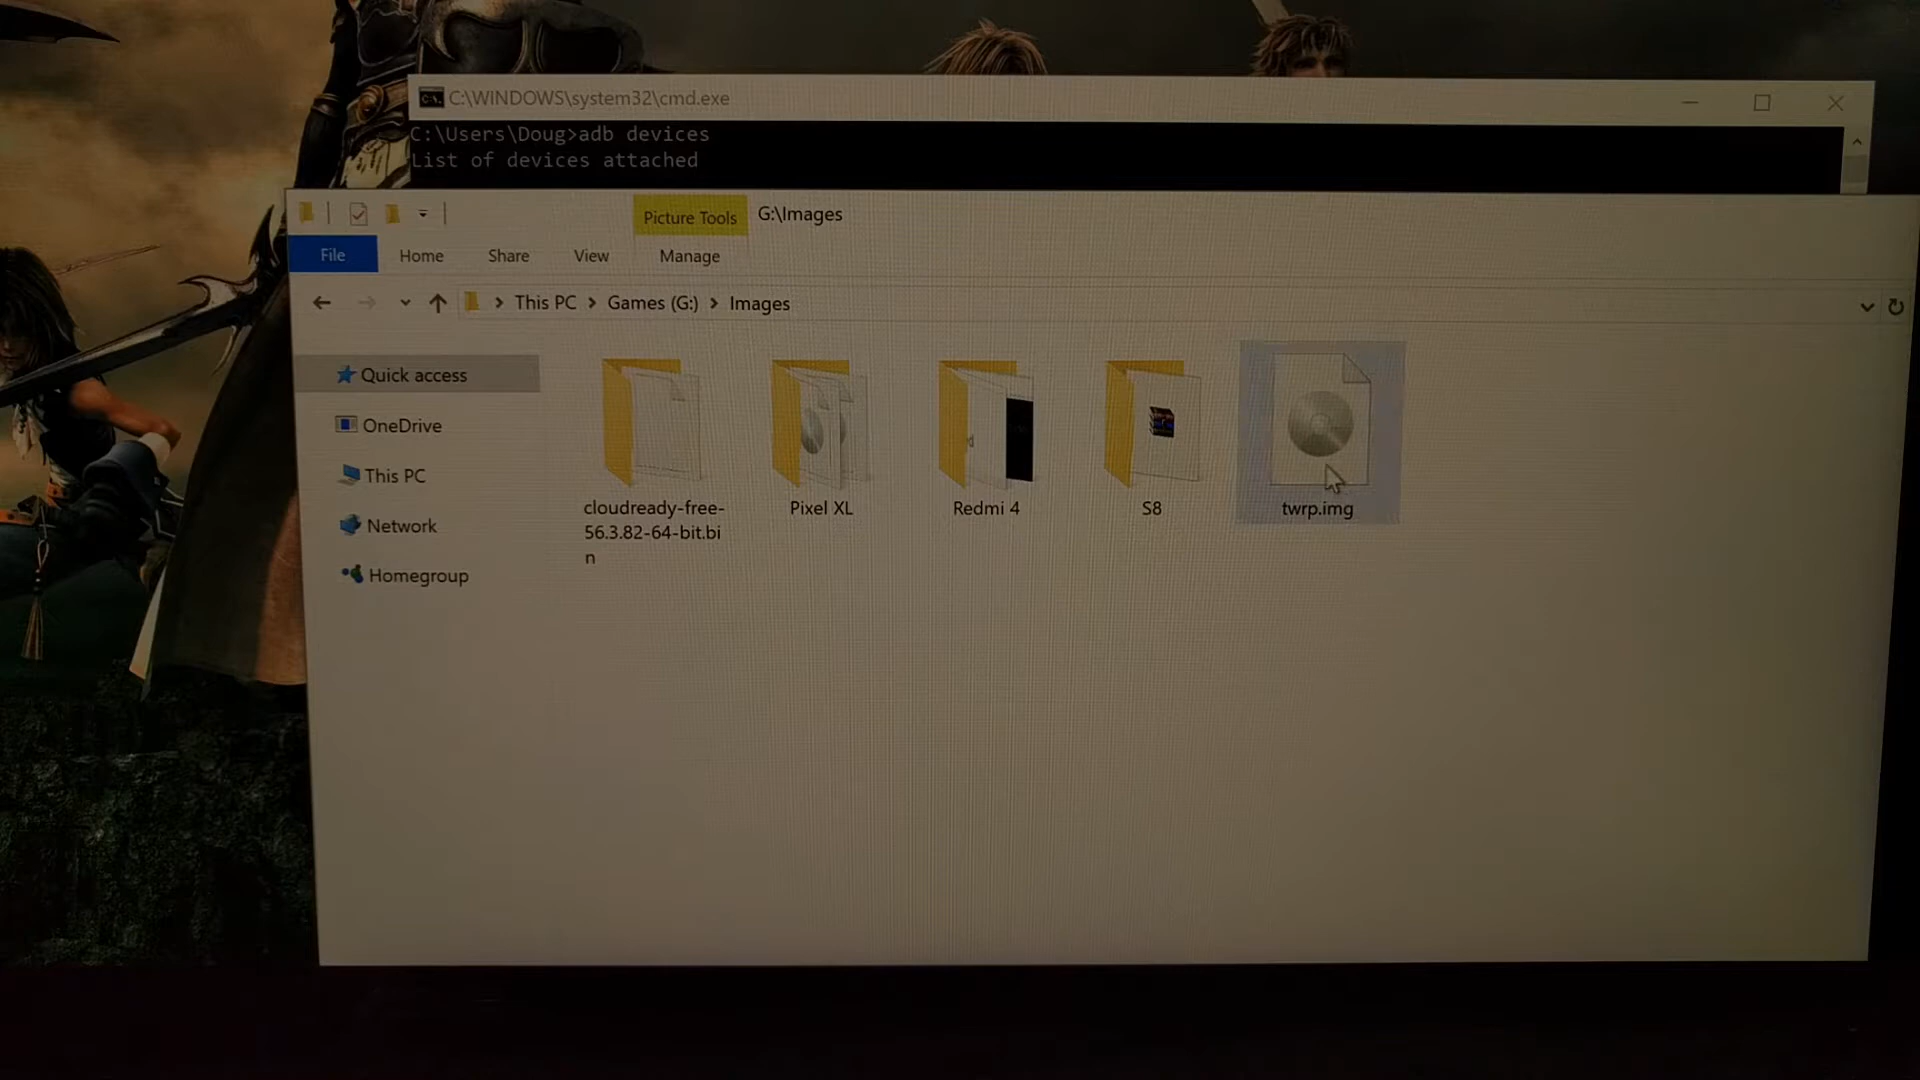 C:\WINDOWS\system32\cmd.exe
C:\Users\Doug>adb devices
List of devices attached
Picture Tools
G:\Images
File
Home
Share
View
Manage
This PC
Games (G:)
Images
Quick access
OneDrive
This PC
Network
Homegroup
cloudready-free-
56.3.82-64-bit.bi
n
Pixel XL
Redmi 4
S8
twrp.img